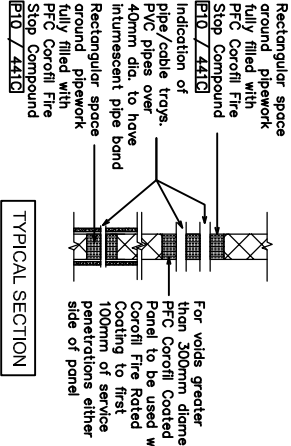 Rectangular space
around pipework
fully filled with
PFC Corofil Fire
Stop Compound
P10 / 441C
Indication of
pipe/cable trays.
PVC pipes over
40mm dia. to have
intumescent pipe band
Rectangular space
around pipework
fully filled with
PFC Corofil Fire
Stop Compound
P10 / 441C
For voids greater
than 300mm diame
PFC Corofil Coated
Panel to be used w
Corofil Fire Rated
Coating to first
100mm of service
penetrations either
side of panel
TYPICAL SECTION